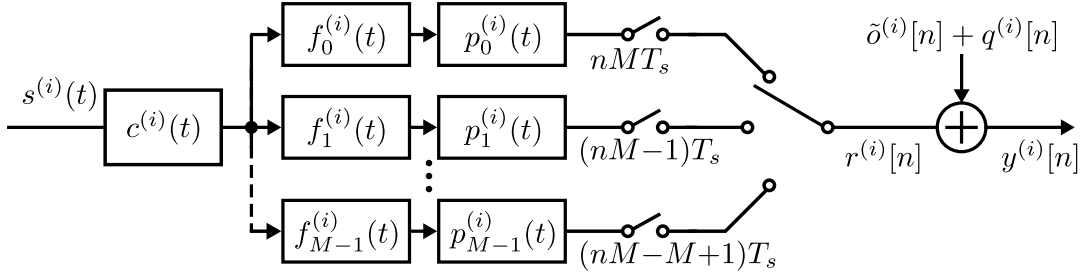 s^{(i)}(t)
c^{(i)}(t)
f_0^{(i)}(t)
p_0^{(i)}(t)
nMT_s
f_1^{(i)}(t)
p_1^{(i)}(t)
(nM−1)T_s
f_{M−1}^{(i)}(t)
p_{M−1}^{(i)}(t)
(nM−M+1)T_s
r^{(i)}[n]
õ^{(i)}[n] + q^{(i)}[n]
y^{(i)}[n]